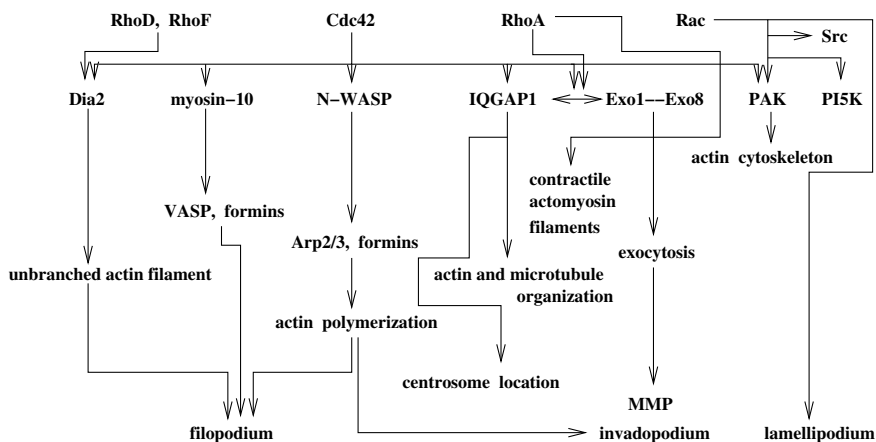 RhoD, RhoF
Cdc42
RhoA
Rac
Src
Dia2
myosin−10
N−WASP
IQGAP1
Exo1−−Exo8
PAK
PI5K
actin cytoskeleton
contractile
actomyosin
filaments
VASP, formins
Arp2/3, formins
exocytosis
unbranched actin filament
actin and microtubule
organization
actin polymerization
centrosome location
MMP
filopodium
invadopodium
lamellipodium